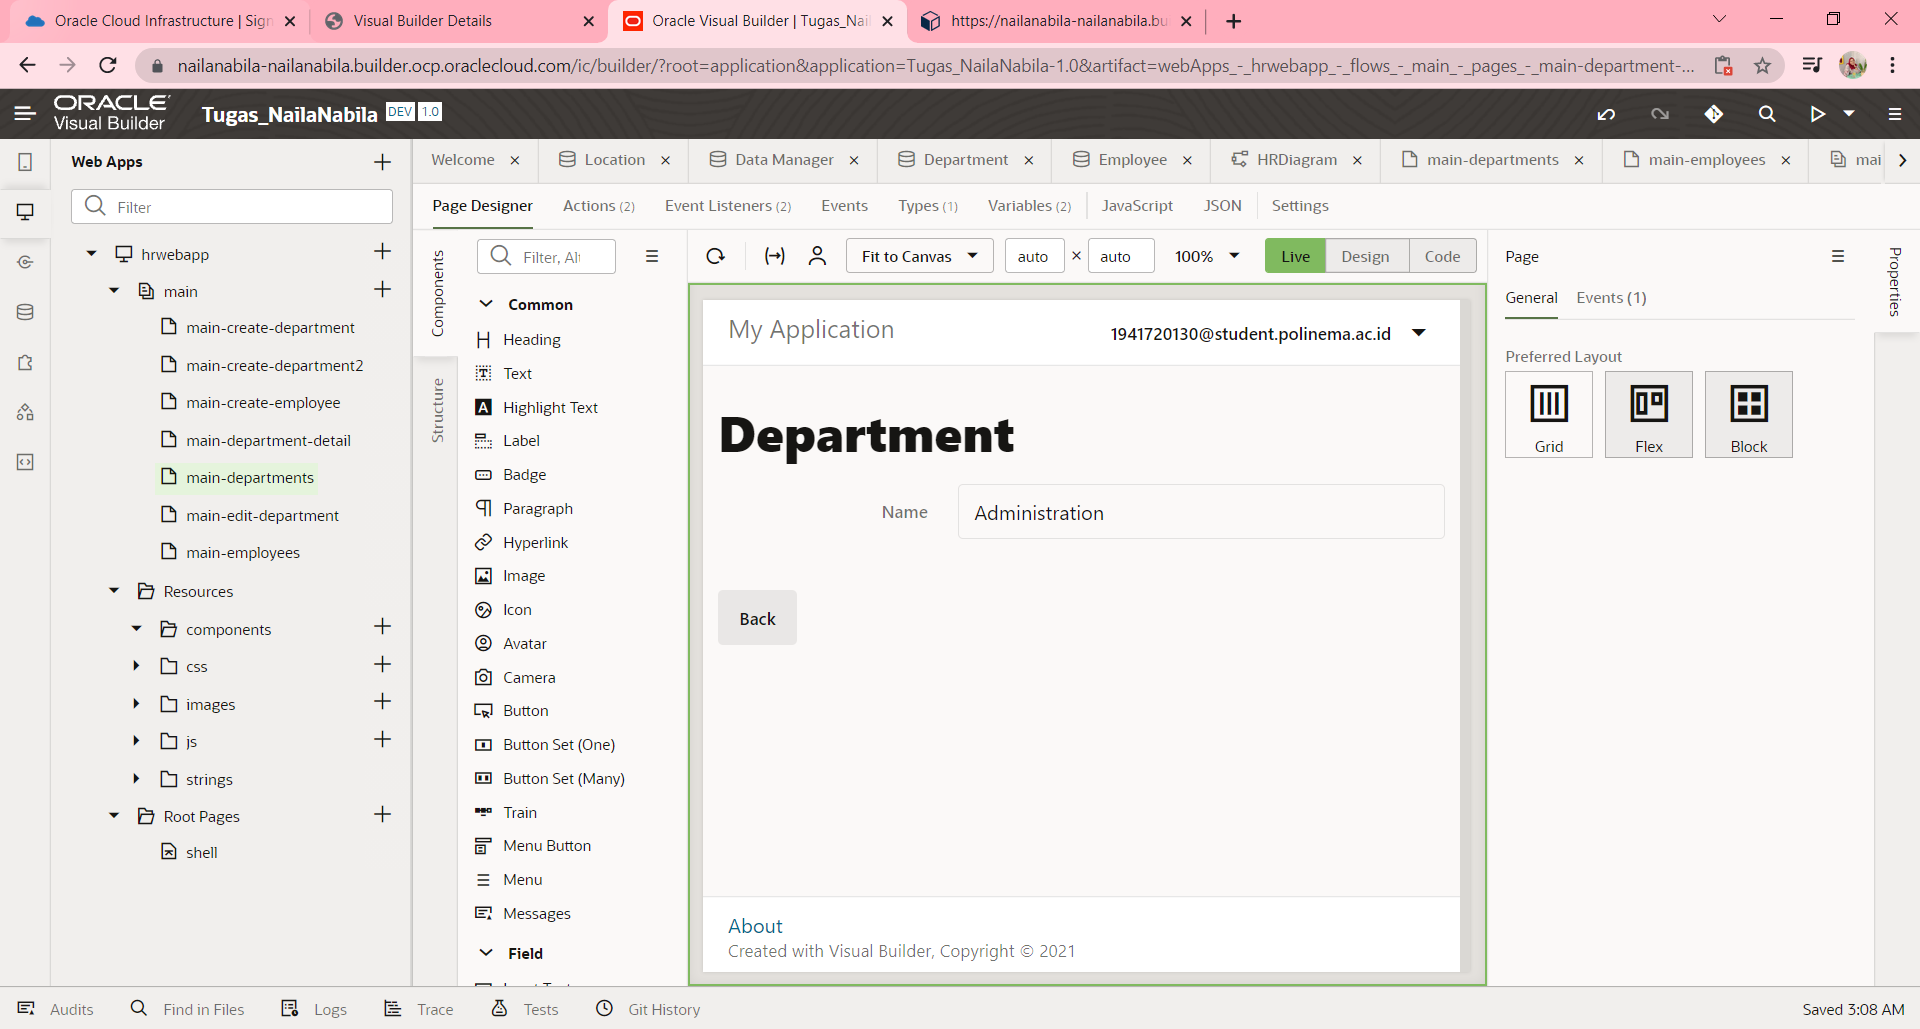 Oracle Cloud Infrastructure | Sign
Visual Builder Details
Oracle Visual Builder | Tugas_Nail
https://nailanabila-nailanabila.bu
nailanabila-nailanabila.builder.ocp.oraclecloud.com/ic/builder/?root=application&application=Tugas_NailaNabila-1.0&artifact=webApps_-_hrwebapp_-_flows_-_main_-_pages_-_main-department-...
ORACLE
Visual Builder
Tugas_NailaNabila DEV 1.0
Web Apps
Welcome
Location
Data Manager
Department
Employee
HRDiagram
main-departments
main-employees
mai
Filter
Page Designer
Actions (2)
Event Listeners (2)
Events
Types (1)
Variables (2)
JavaScript
JSON
Settings
hrwebapp
main
main-create-department
main-create-department2
main-create-employee
main-department-detail
main-departments
main-edit-department
main-employees
Resources
components
css
images
js
strings
Root Pages
shell
Components
Structure
Filter, Alt
Common
Heading
Text
Highlight Text
Label
Badge
Paragraph
Hyperlink
Image
Icon
Avatar
Camera
Button
Button Set (One)
Button Set (Many)
Train
Menu Button
Menu
Messages
Field
Fit to Canvas
auto × auto
100%
Live
Design
Code
My Application
1941720130@student.polinema.ac.id
Department
Name
Administration
Back
About
Created with Visual Builder, Copyright © 2021
Page
General
Events (1)
Preferred Layout
Grid
Flex
Block
Properties
Audits
Find in Files
Logs
Trace
Tests
Git History
Saved 3:08 AM